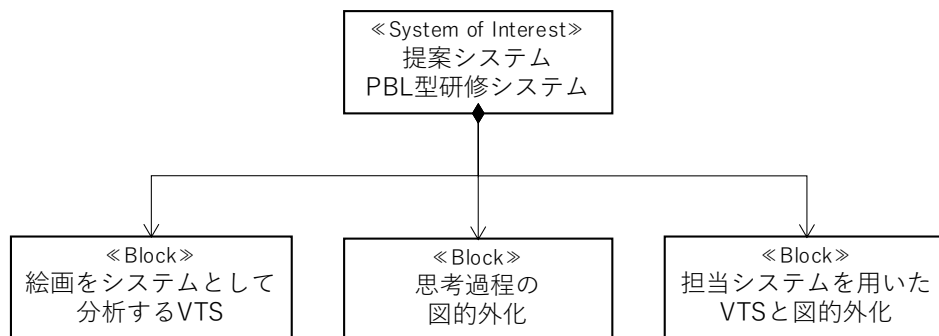 ≪System of Interest≫
提案システム
PBL型研修システム
≪Block≫
絵画をシステムとして
分析するVTS
≪Block≫
思考過程の
図的外化
≪Block≫
担当システムを用いた
VTSと図的外化